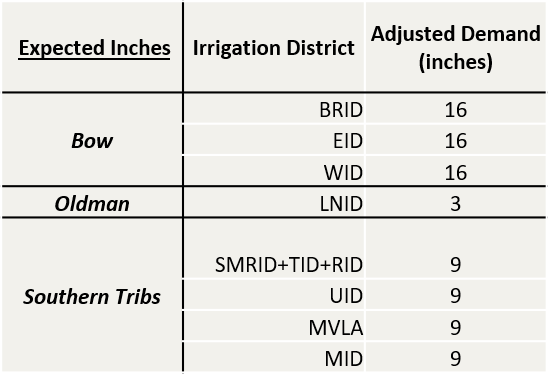 Expected Inches Irrigation District Adjusted Demand
(inches)
BRID 16
Bow EID 16
WID 16
Oldman LNID 3
SMRID+TID+RID 9
Southern Tribs UID 9
MVLA 9
MID 9